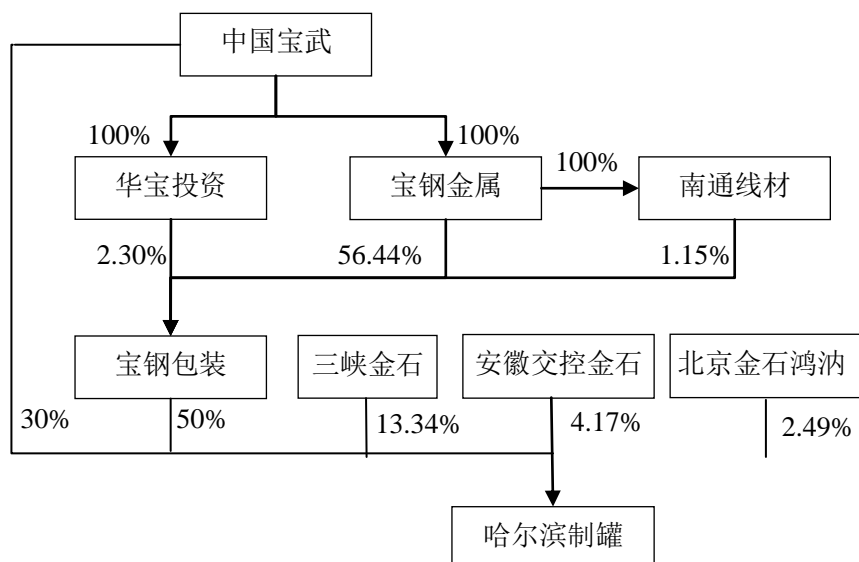 中国宝武
100%
100%
100%
华宝投资
宝钢金属
南通线材
2.30%
56.44%
1.15%
宝钢包装
三峡金石
安徽交控金石
北京金石鸿汭
30%
50%
13.34%
4.17%
2.49%
哈尔滨制罐